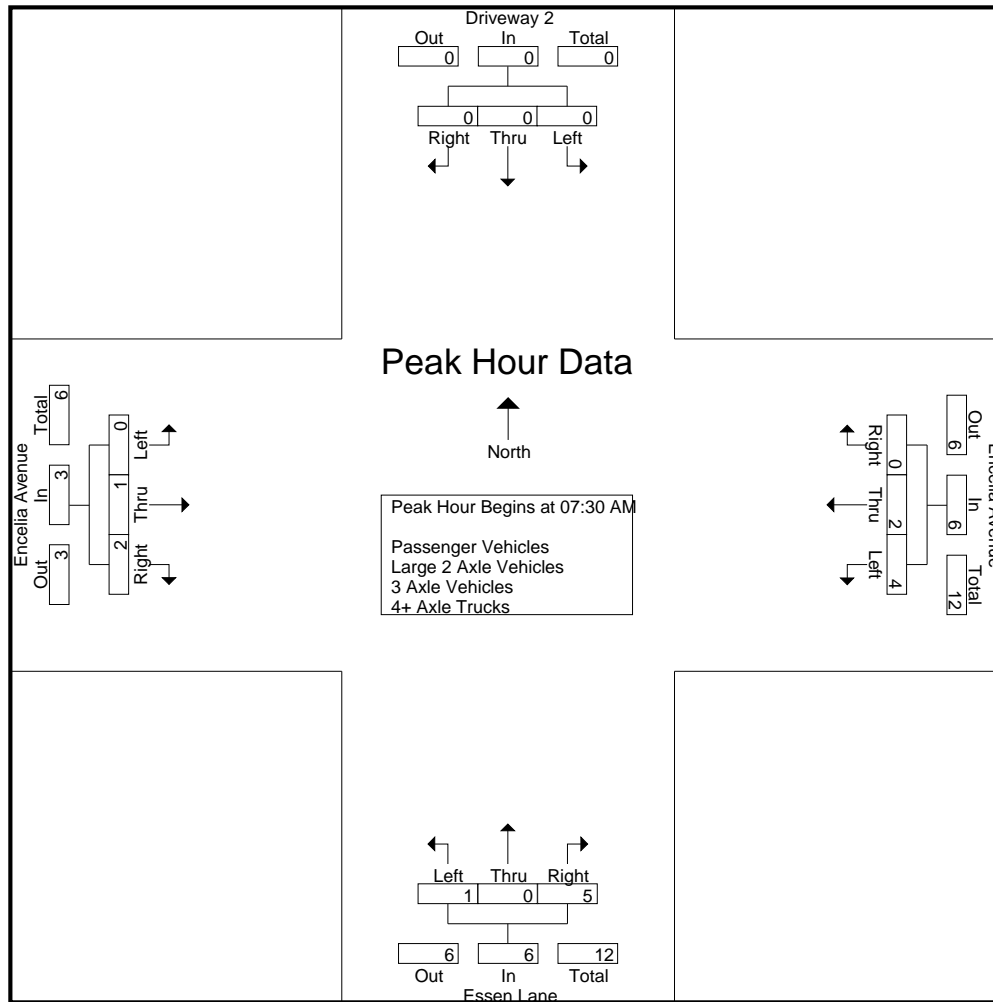 Driveway 2
Out In Total
0 0 0
0 0 0
Right Thru Left
Peak Hour Data
North
Encelia Avenue
Total In Out
6 3 3
0 1 2
Left Thru Right
Peak Hour Begins at 07:30 AM
Passenger Vehicles
Large 2 Axle Vehicles
3 Axle Vehicles
4+ Axle Trucks
Right Thru Left
0 2 4
Out In Total
6 6 12
Encelia Avenue
Left Thru Right
1 0 5
6 6 12
Out In Total
Essen Lane